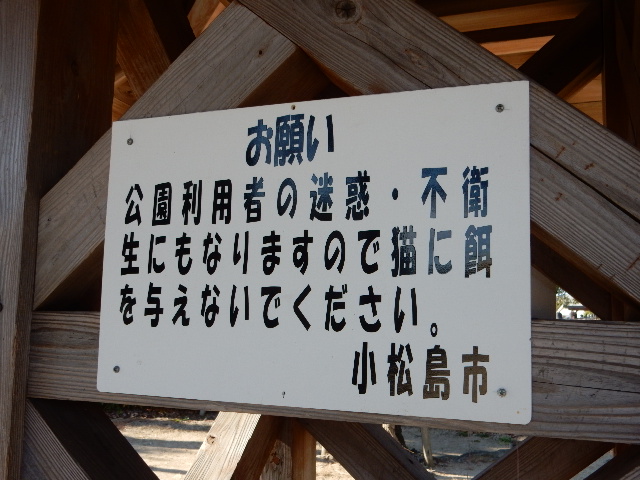 お願い
公園利用者の迷惑・不衛
生にもなりますので猫に餌
を与えないでください。
小松島市